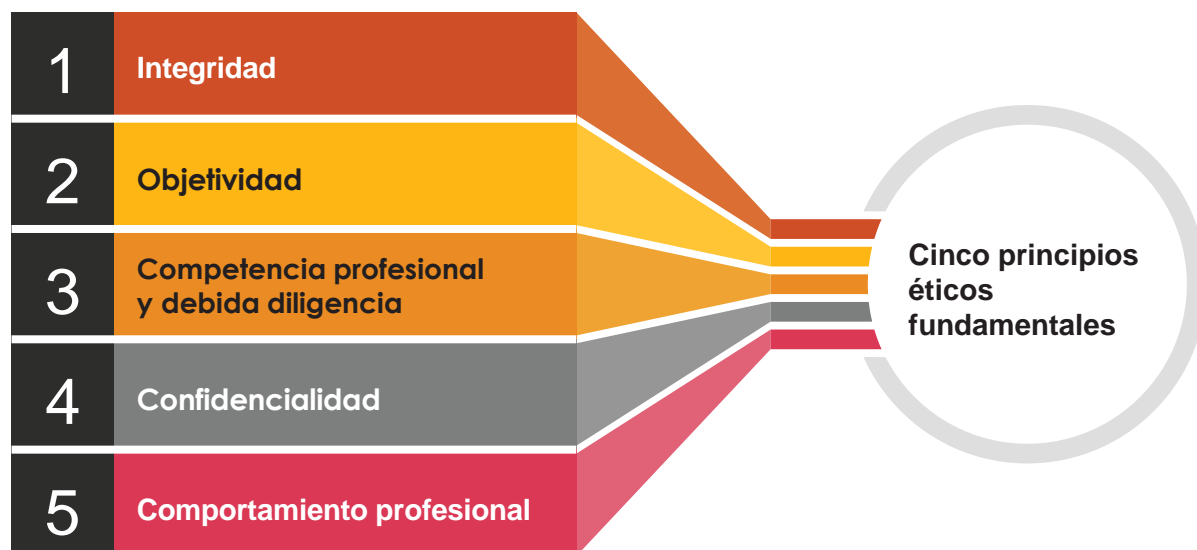 1
Integridad
2
Objetividad
3
Competencia profesional
y debida diligencia
4
Confidencialidad
5
Comportamiento profesional
Cinco principios
éticos
fundamentales